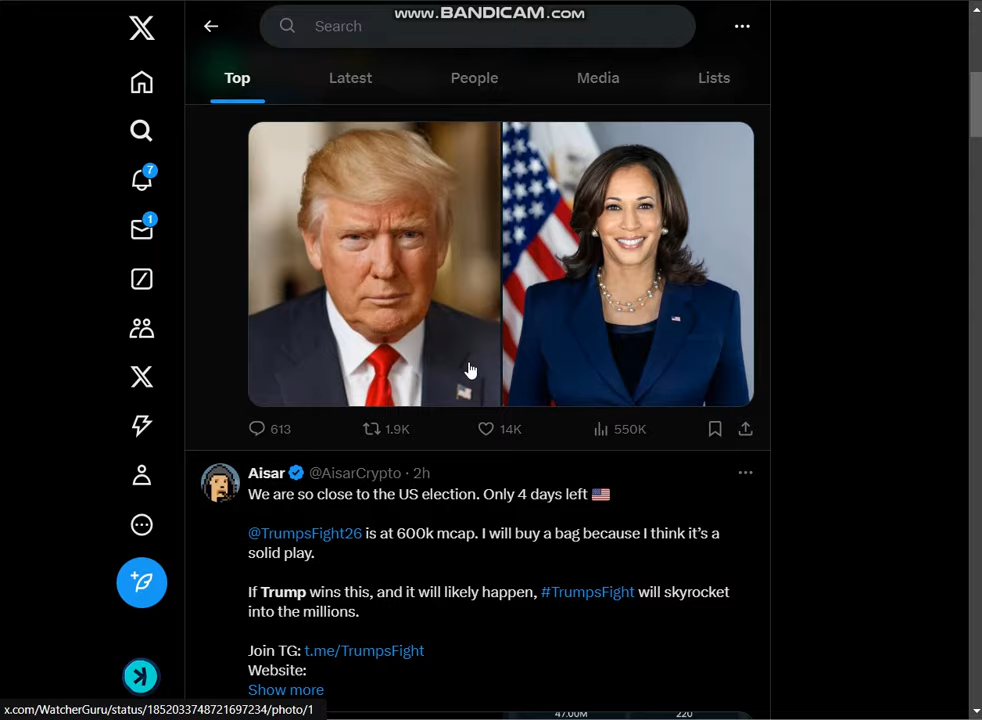 www.BANDICAM.com
Search
Top
Latest
People
Media
Lists
7
1
613
1.9K
14K
550K
Aisar @AisarCrypto · 2h
We are so close to the US election. Only 4 days left 🇺🇸
@TrumpsFight26 is at 600k mcap. I will buy a bag because I think it's a
solid play.
If Trump wins this, and it will likely happen, #TrumpsFight will skyrocket
into the millions.
Join TG: t.me/TrumpsFight
Website:
Show more
x.com/WatcherGuru/status/1852033748721697234/photo/1
47.00M
220